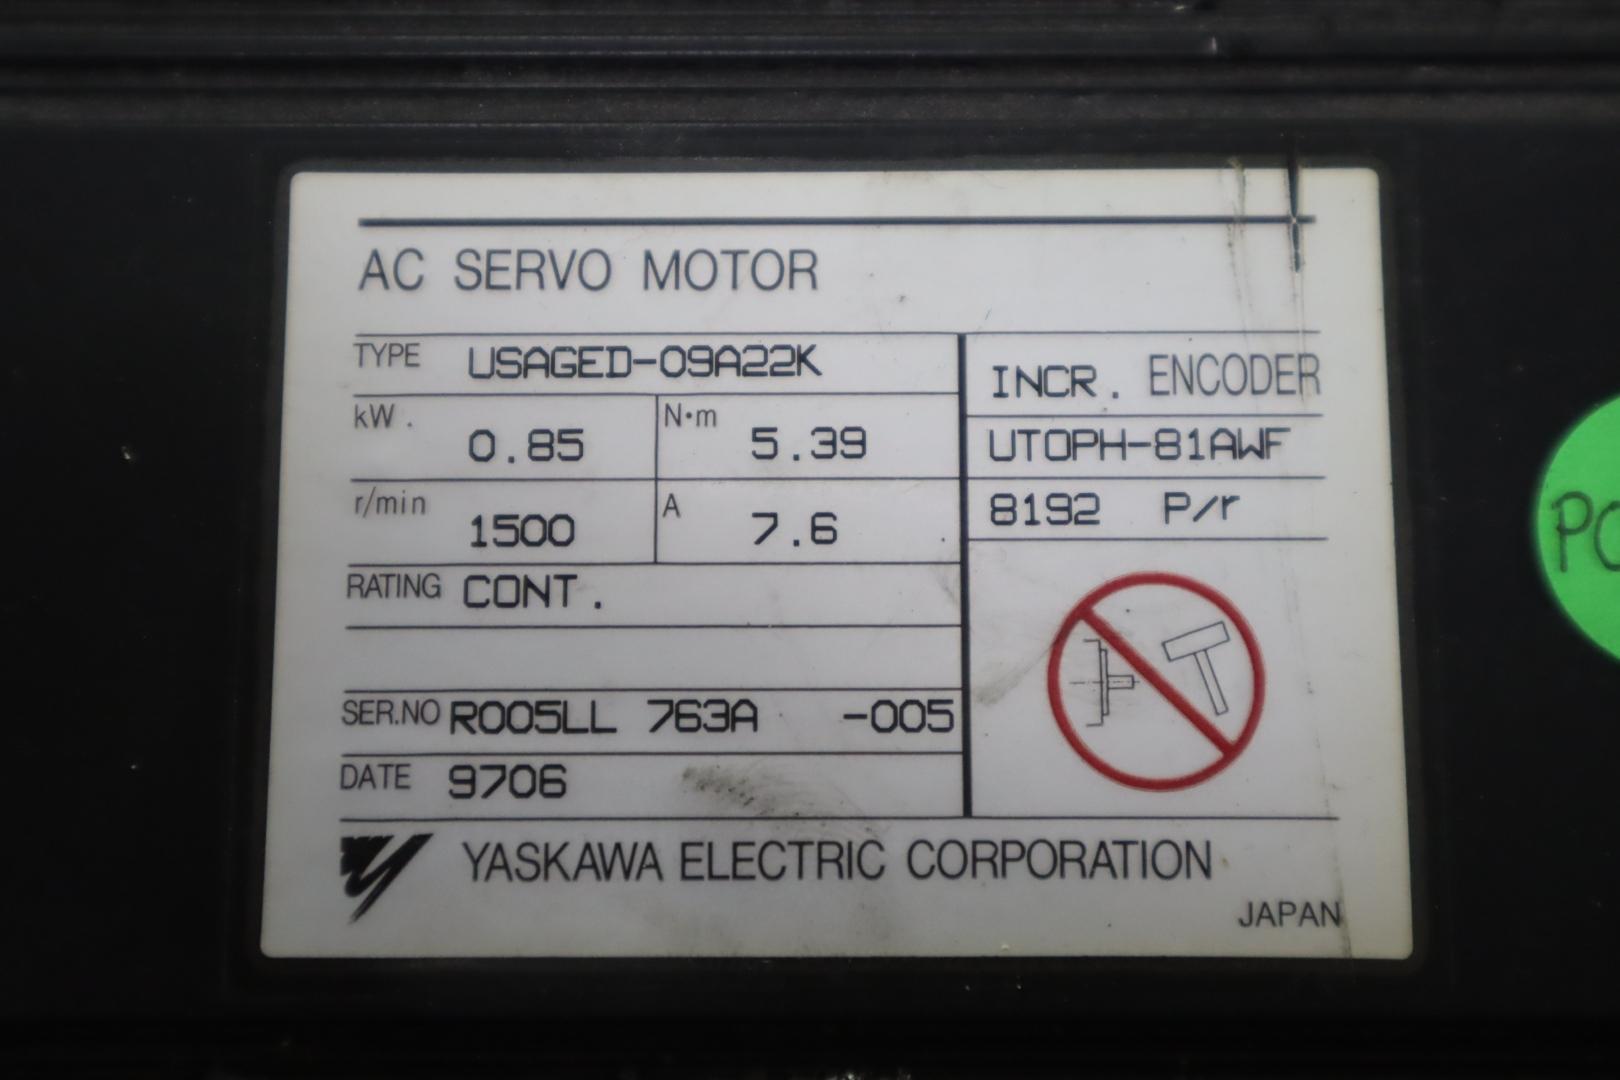 AC SERVO MOTOR
TYPE USAGED-09A22K
INCR. ENCODER
kW. 0.85 N·m 5.39
UTOPH-81AWF
r/min 1500 A 7.6
8192 P/r
RATING CONT.
SER.NO R005LL 763A -005
DATE 9706
YASKAWA ELECTRIC CORPORATION
JAPAN